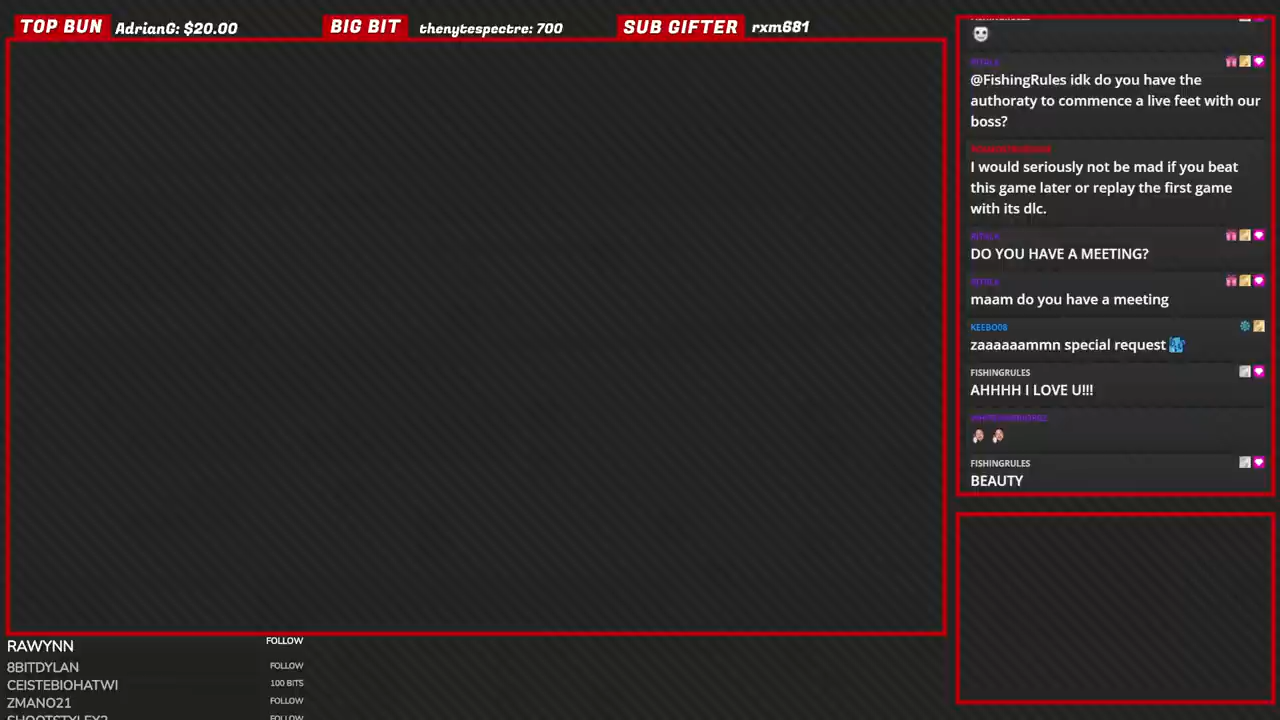 TOP BUN AdrianG: $20.00 BIG BIT thenytespectre: 700 SUB GIFTER rxm681
@FishingRules idk do you have the
authoraty to commence a live feet with our
boss?
I would seriously not be mad if you beat
this game later or replay the first game
with its dlc.
DO YOU HAVE A MEETING?
maam do you have a meeting
KEEBO08
zaaaaaammn special request
FISHINGRULES
AHHHH I LOVE U!!!
FISHINGRULES
BEAUTY
RAWYNN FOLLOW
8BITDYLAN FOLLOW
CEISTEBIOHATWI 100 BITS
ZMANO21 FOLLOW